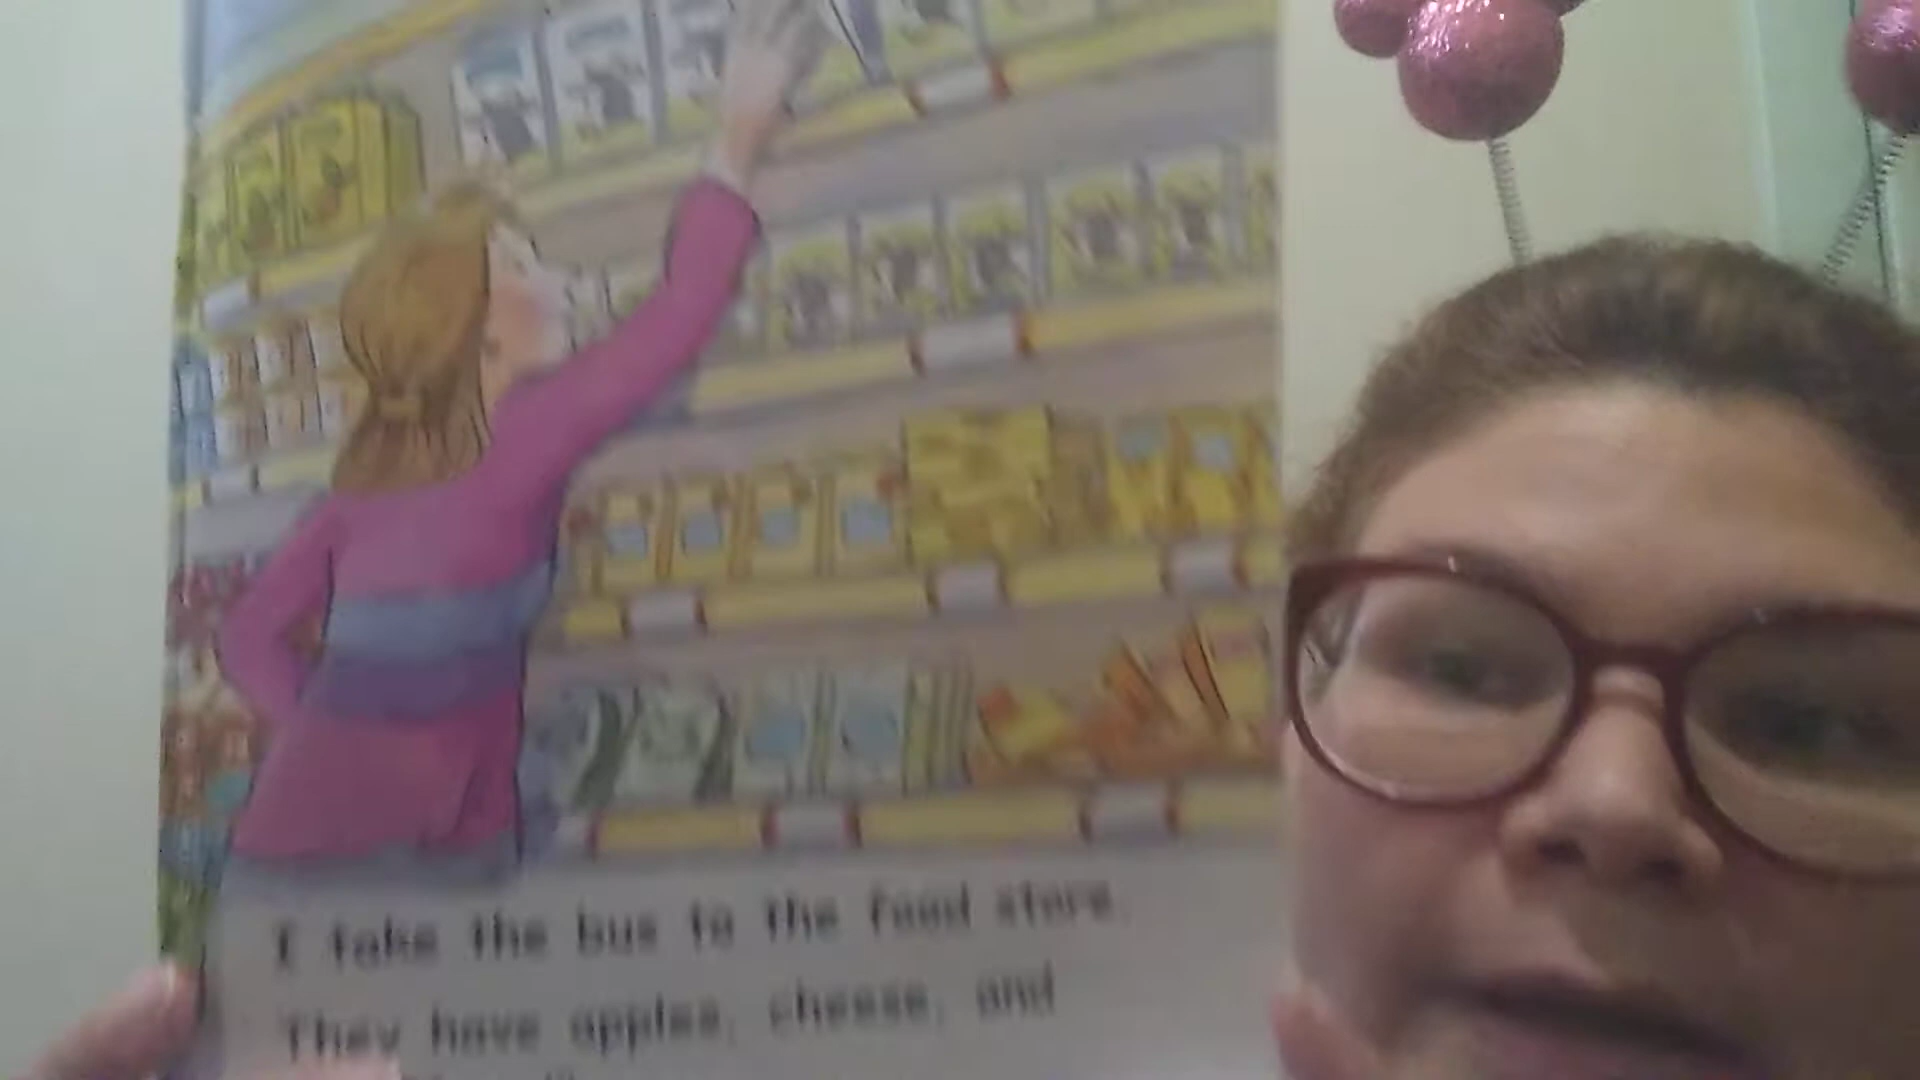 I take the bus to the food store.
They have apples, cheese, and